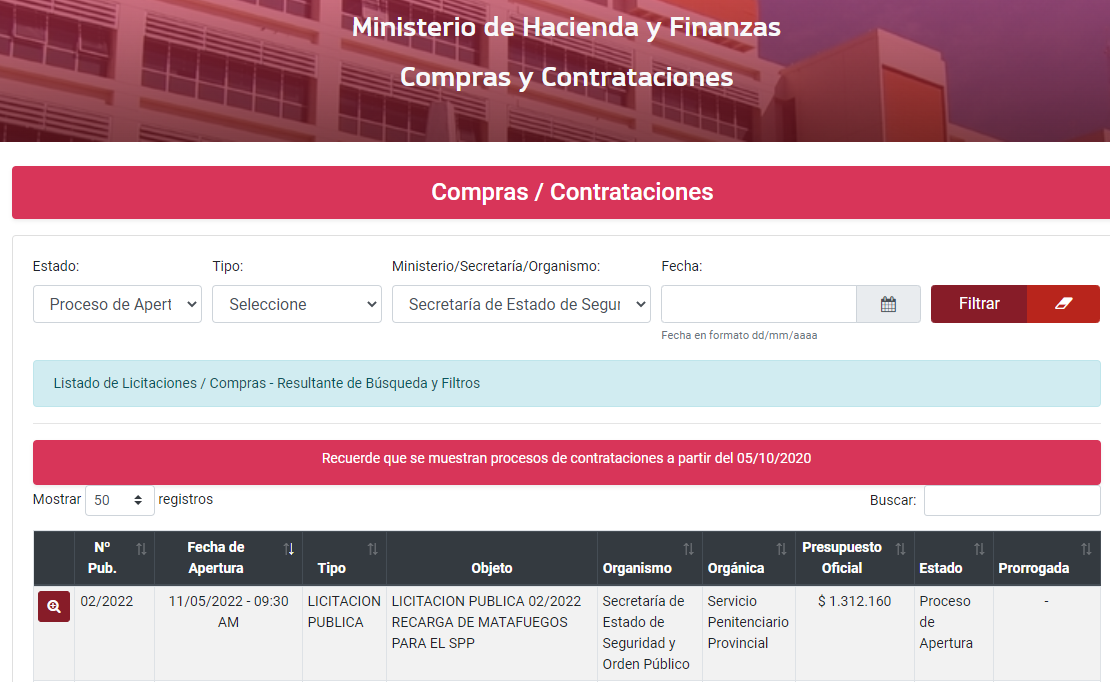 Ministerio de Hacienda y Finanzas
Compras y Contrataciones
Compras / Contrataciones
Estado: Tipo: Ministerio/Secretaría/Organismo: Fecha:
Proceso de Apert Seleccione Secretaría de Estado de Segur Filtrar
Fecha en formato dd/mm/aaaa
Listado de Licitaciones / Compras - Resultante de Búsqueda y Filtros
Recuerde que se muestran procesos de contrataciones a partir del 05/10/2020
Mostrar 50 registros Buscar:
Nº Fecha de Presupuesto
Pub. Apertura Tipo Objeto Organismo Orgánica Oficial Estado Prorrogada
02/2022 11/05/2022 - 09:30 LICITACION LICITACION PUBLICA 02/2022 Secretaría de Servicio $ 1.312.160 Proceso -
AM PUBLICA RECARGA DE MATAFUEGOS Estado de Penitenciario de
PARA EL SPP Seguridad y Provincial Apertura
Orden Público